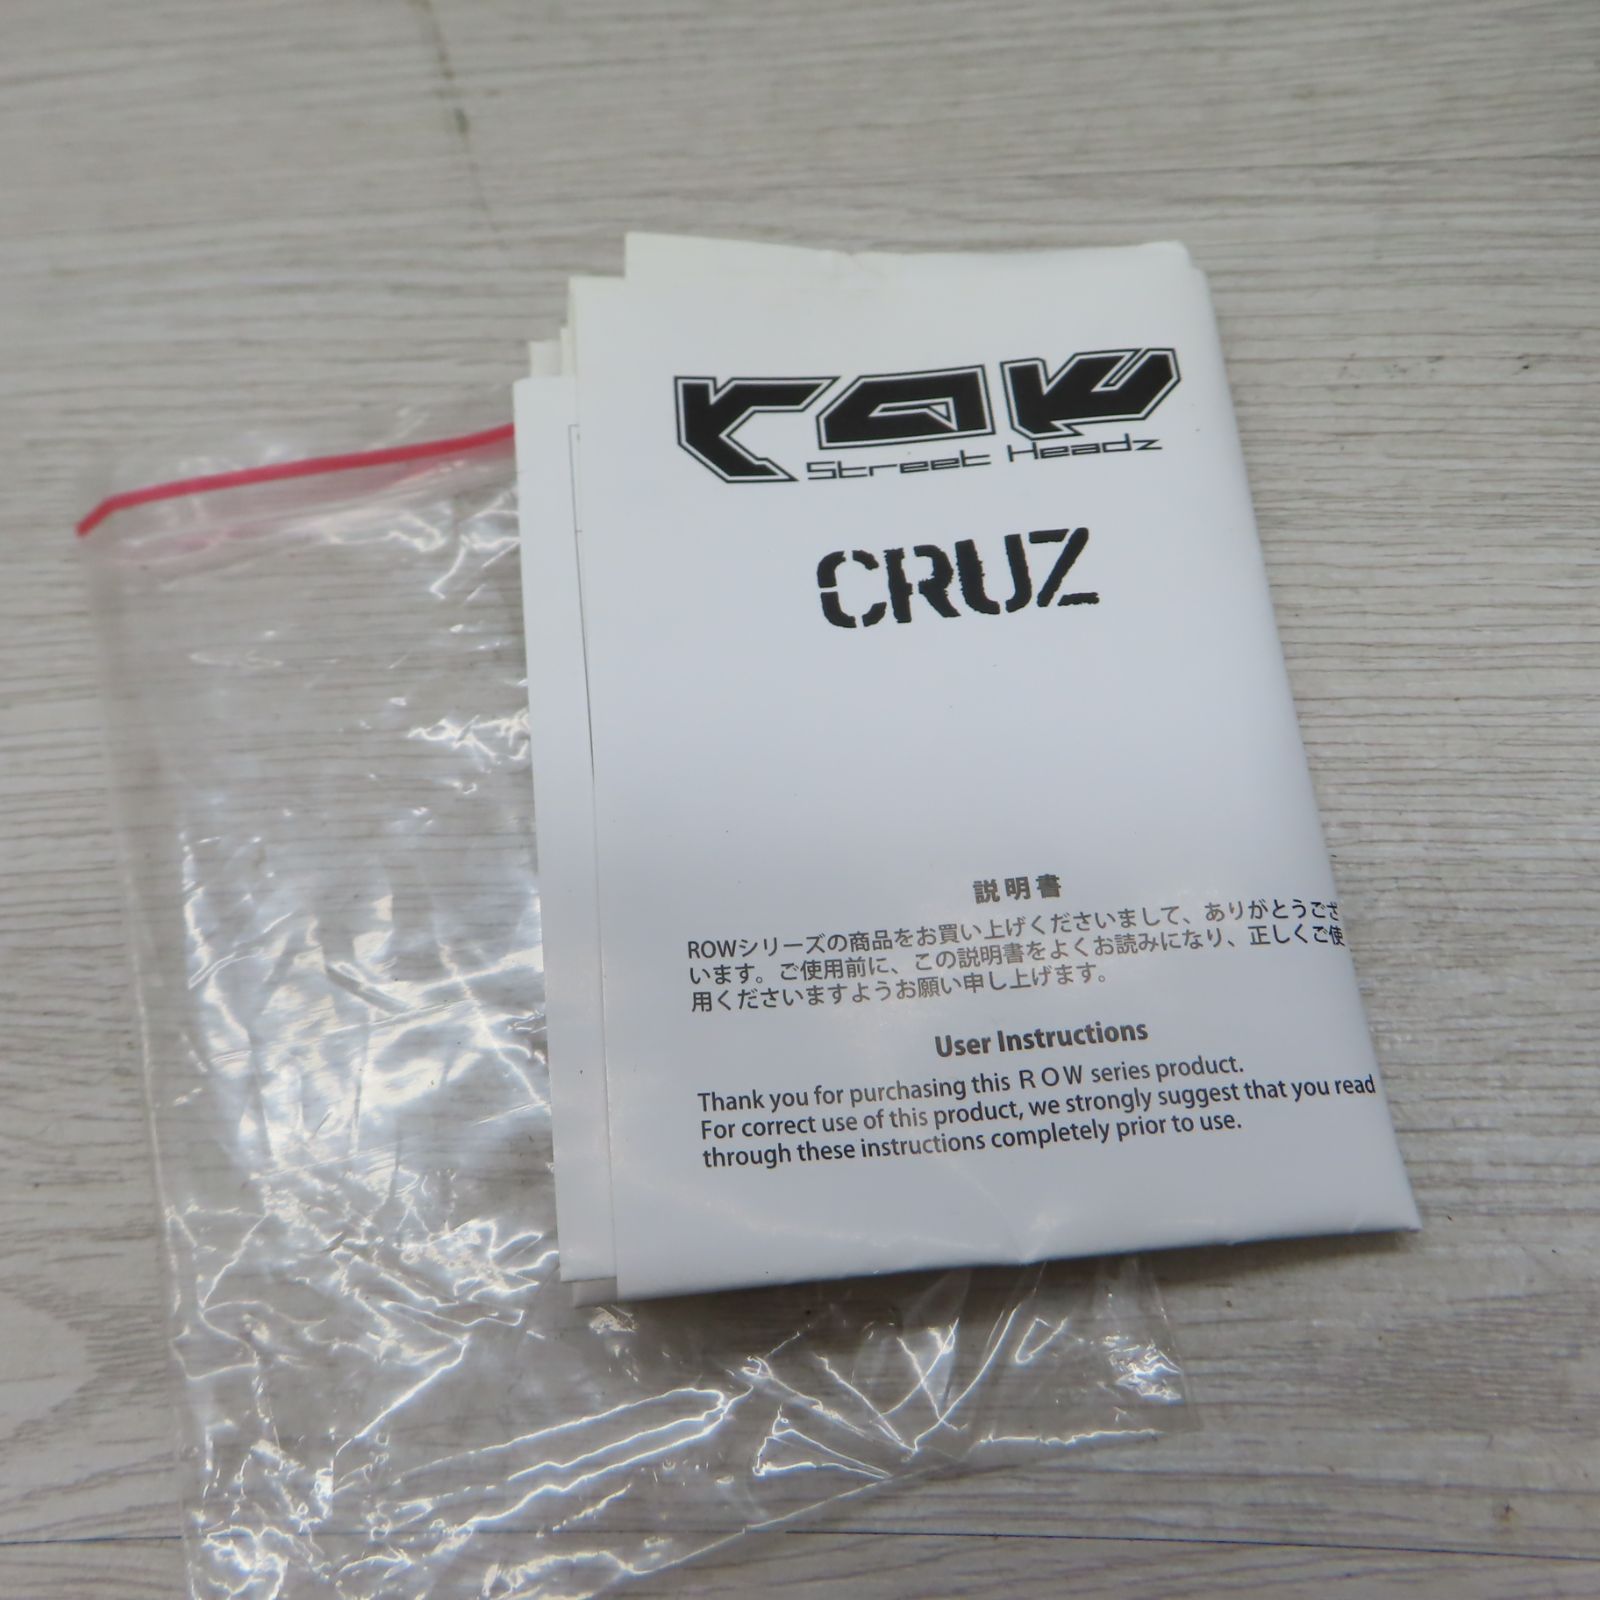 row
Street Headz
CRUZ
説明書
ROWシリーズの商品をお買い上げくださいまして、ありがとうござ
います。ご使用前に、この説明書をよくお読みになり、正しくご使
用くださいますようお願い申し上げます。
User Instructions
Thank you for purchasing this ROW series product.
For correct use of this product, we strongly suggest that you read
through these instructions completely prior to use.